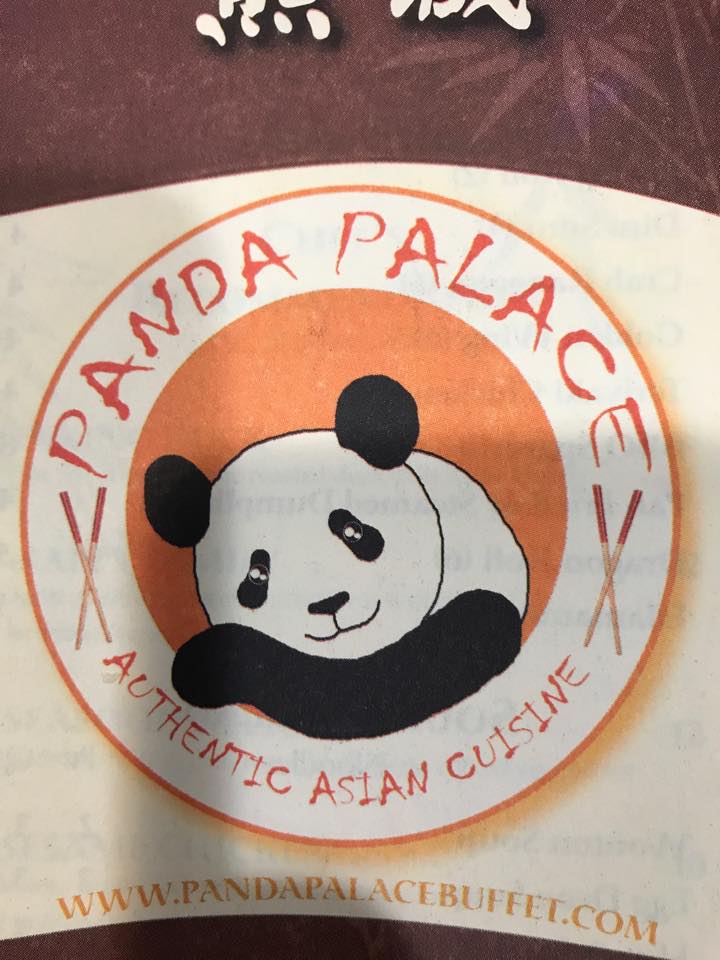 PANDA PALACE
AUTHENTIC ASIAN CUISINE
WWW.PANDAPALACEBUFFET.COM